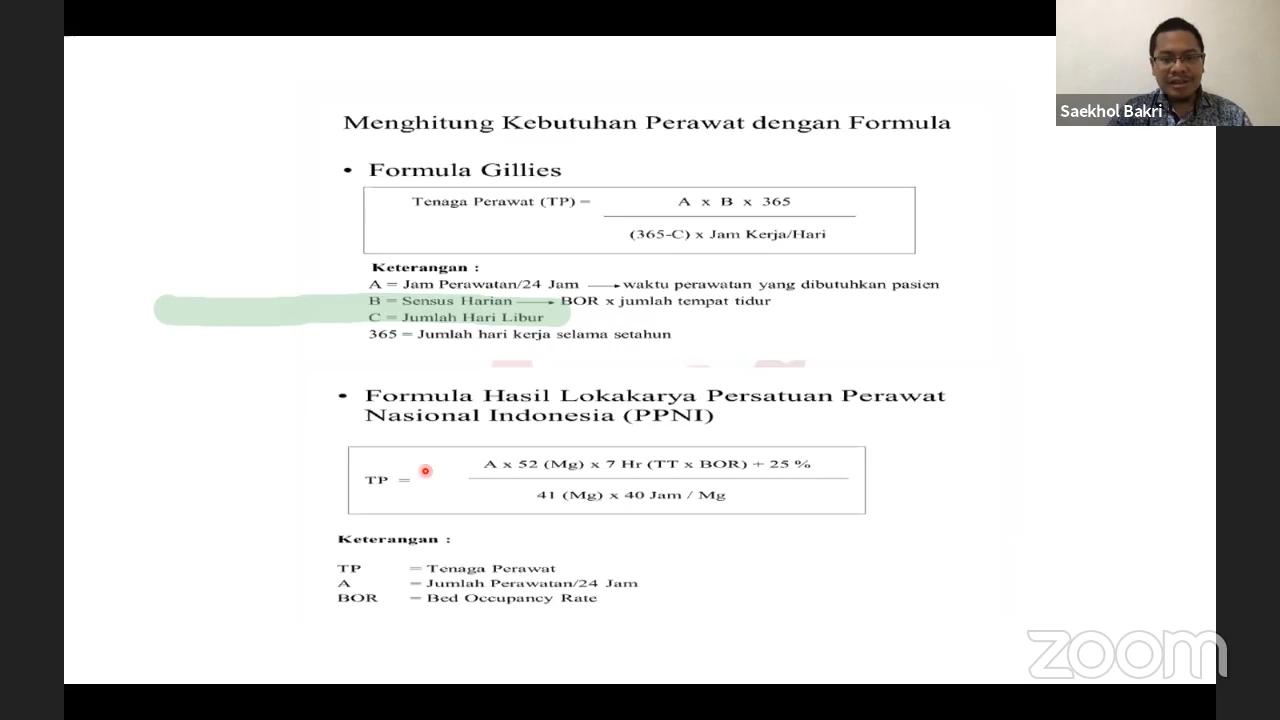 Saekhol Bakri
Menghitung Kebutuhan Perawat dengan Formula
• Formula Gillies
Tenaga Perawat (TP) = A x B x 365
(365-C) x Jam Kerja/Hari
Keterangan :
A = Jam Perawatan/24 Jam → waktu perawatan yang dibutuhkan pasien
B = Sensus Harian → BOR x jumlah tempat tidur
C = Jumlah Hari Libur
365 = Jumlah hari kerja selama setahun
• Formula Hasil Lokakarya Persatuan Perawat
Nasional Indonesia (PPNI)
A x 52 (Mg) x 7 Hr (TT x BOR) + 25 %
TP =
41 (Mg) x 40 Jam / Mg
Keterangan :
TP = Tenaga Perawat
A = Jumlah Perawatan/24 Jam
BOR = Bed Occupancy Rate
zoom